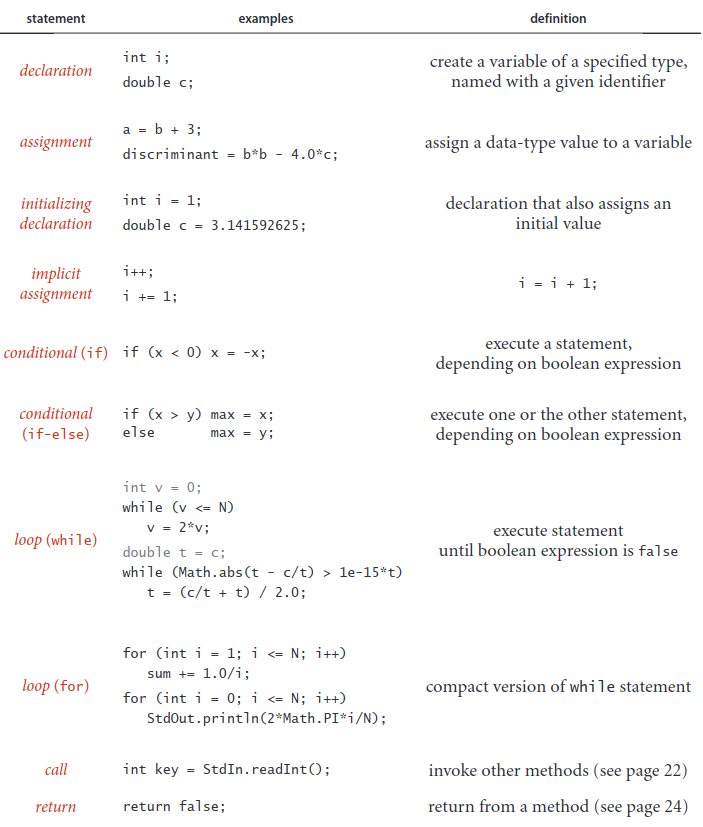 statement examples definition
declaration
int i;
double c;
create a variable of a specified type,
named with a given identifier
assignment
a = b + 3;
discriminant = b*b - 4.0*c;
assign a data-type value to a variable
initializing
declaration
int i = 1;
double c = 3.141592625;
declaration that also assigns an
initial value
implicit
assignment
i++;
i += 1;
i = i + 1;
conditional (if)
if (x < 0) x = -x;
execute a statement,
depending on boolean expression
conditional
(if-else)
if (x > y) max = x;
else       max = y;
execute one or the other statement,
depending on boolean expression
loop (while)
int v = 0;
while (v <= N)
   v = 2*v;
double t = c;
while (Math.abs(t - c/t) > 1e-15*t)
   t = (c/t + t) / 2.0;
execute statement
until boolean expression is false
loop (for)
for (int i = 1; i <= N; i++)
   sum += 1.0/i;
for (int i = 0; i <= N; i++)
   StdOut.println(2*Math.PI*i/N);
compact version of while statement
call
int key = StdIn.readInt();
invoke other methods (see page 22)
return
return false;
return from a method (see page 24)